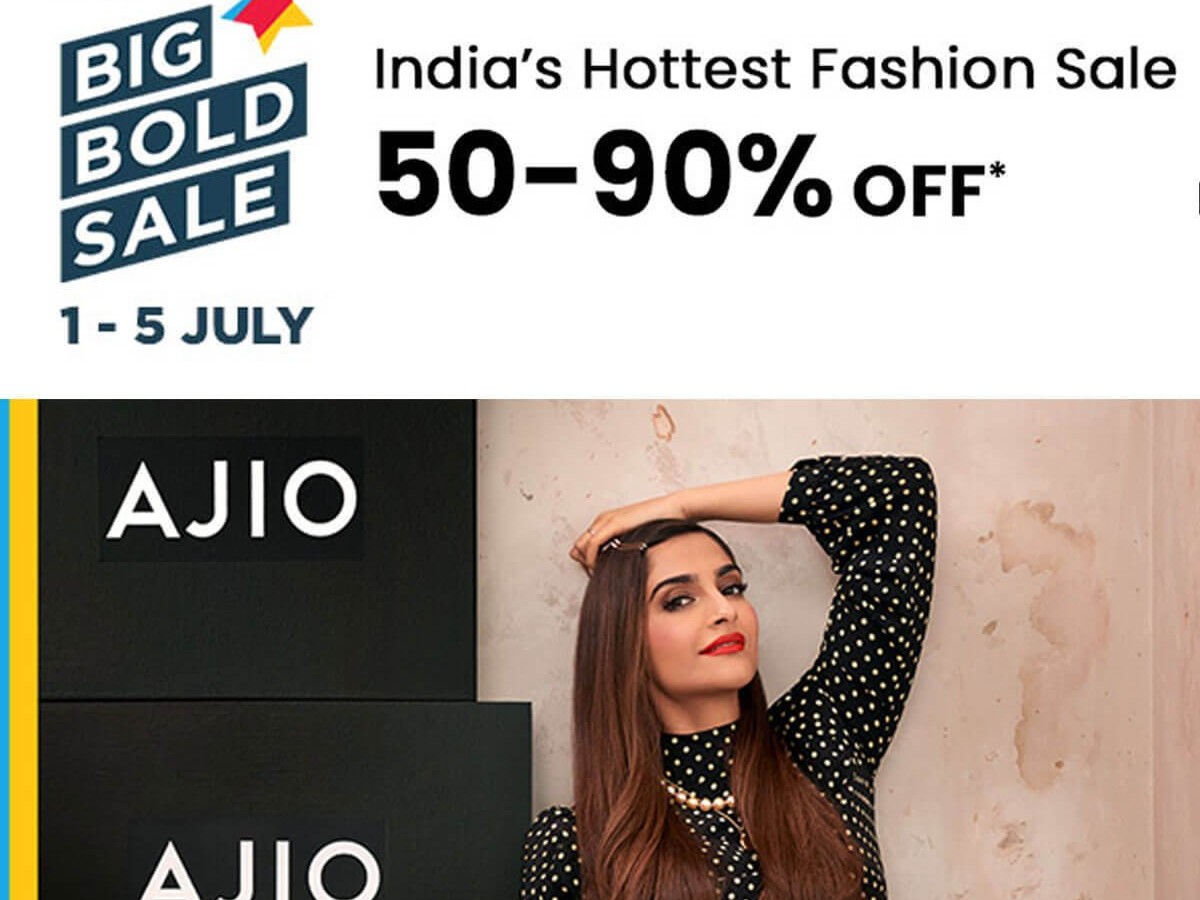 BIG
BOLD
SALE
1 - 5 JULY
India's Hottest Fashion Sale
50-90% OFF*
AJIO
AJIO